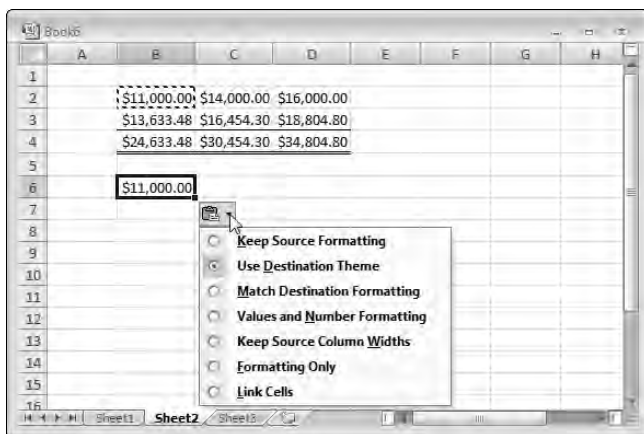 Book6
A B C D E F G H
1
2 $11,000.00 $14,000.00 $16,000.00
3 $13,633.48 $16,454.30 $18,804.80
4 $24,633.48 $30,454.30 $34,804.80
5
6 $11,000.00
7
8 Keep Source Formatting
9 Use Destination Theme
10
11 Match Destination Formatting
12 Values and Number Formatting
13 Keep Source Column Widths
14 Formatting Only
15 Link Cells
16
Sheet1 Sheet2 Sheet3